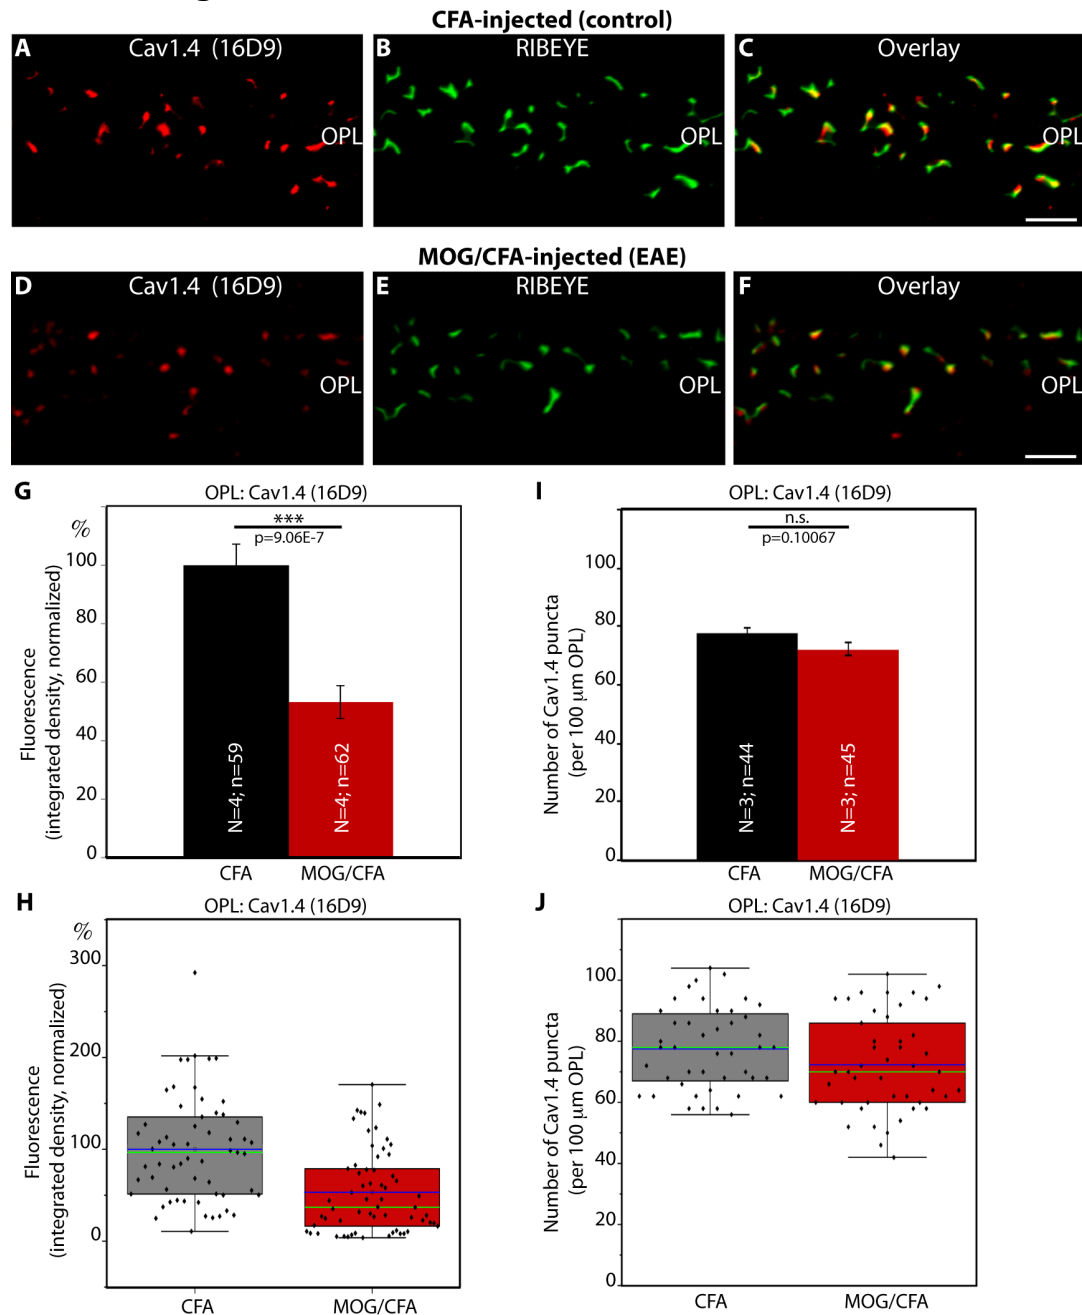 CFA-injected (control)
A Cav1.4 (16D9) B RIBEYE C Overlay
OPL OPL OPL
MOG/CFA-injected (EAE)
D Cav1.4 (16D9) E RIBEYE F Overlay
OPL OPL OPL
G
OPL: Cav1.4 (16D9)
%
***
p=9.06E-7
100
80
60
40
20
0
Fluorescence
(integrated density, normalized)
N=4; n=59
N=4; n=62
CFA MOG/CFA
I
OPL: Cav1.4 (16D9)
n.s.
p=0.10067
100
80
60
40
20
0
Number of Cav1.4 puncta
(per 100 µm OPL)
N=3; n=44
N=3; n=45
CFA MOG/CFA
H
OPL: Cav1.4 (16D9)
%
300
200
100
0
Fluorescence
(integrated density, normalized)
CFA MOG/CFA
J
OPL: Cav1.4 (16D9)
100
80
60
40
20
0
Number of Cav1.4 puncta
(per 100 µm OPL)
CFA MOG/CFA